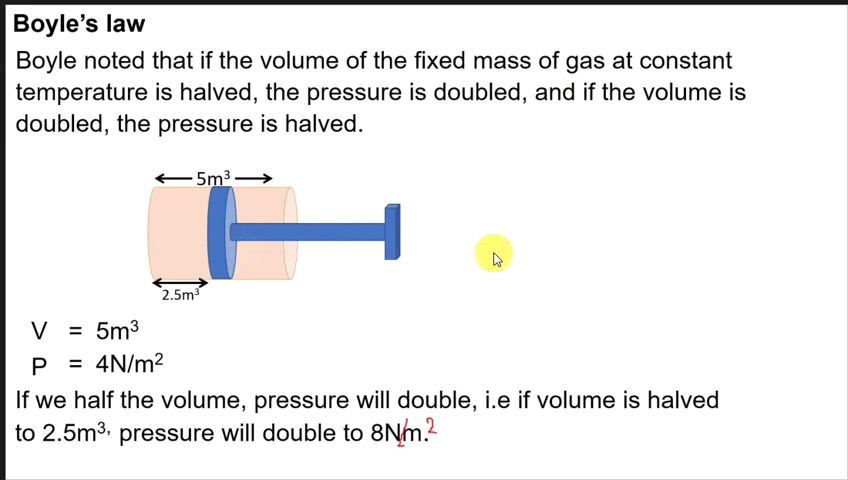 Boyle's law
Boyle noted that if the volume of the fixed mass of gas at constant
temperature is halved, the pressure is doubled, and if the volume is
doubled, the pressure is halved.
5m³
2.5m³
V = 5m³
P = 4N/m²
If we half the volume, pressure will double, i.e if volume is halved
to 2.5m³, pressure will double to 8N/m.²